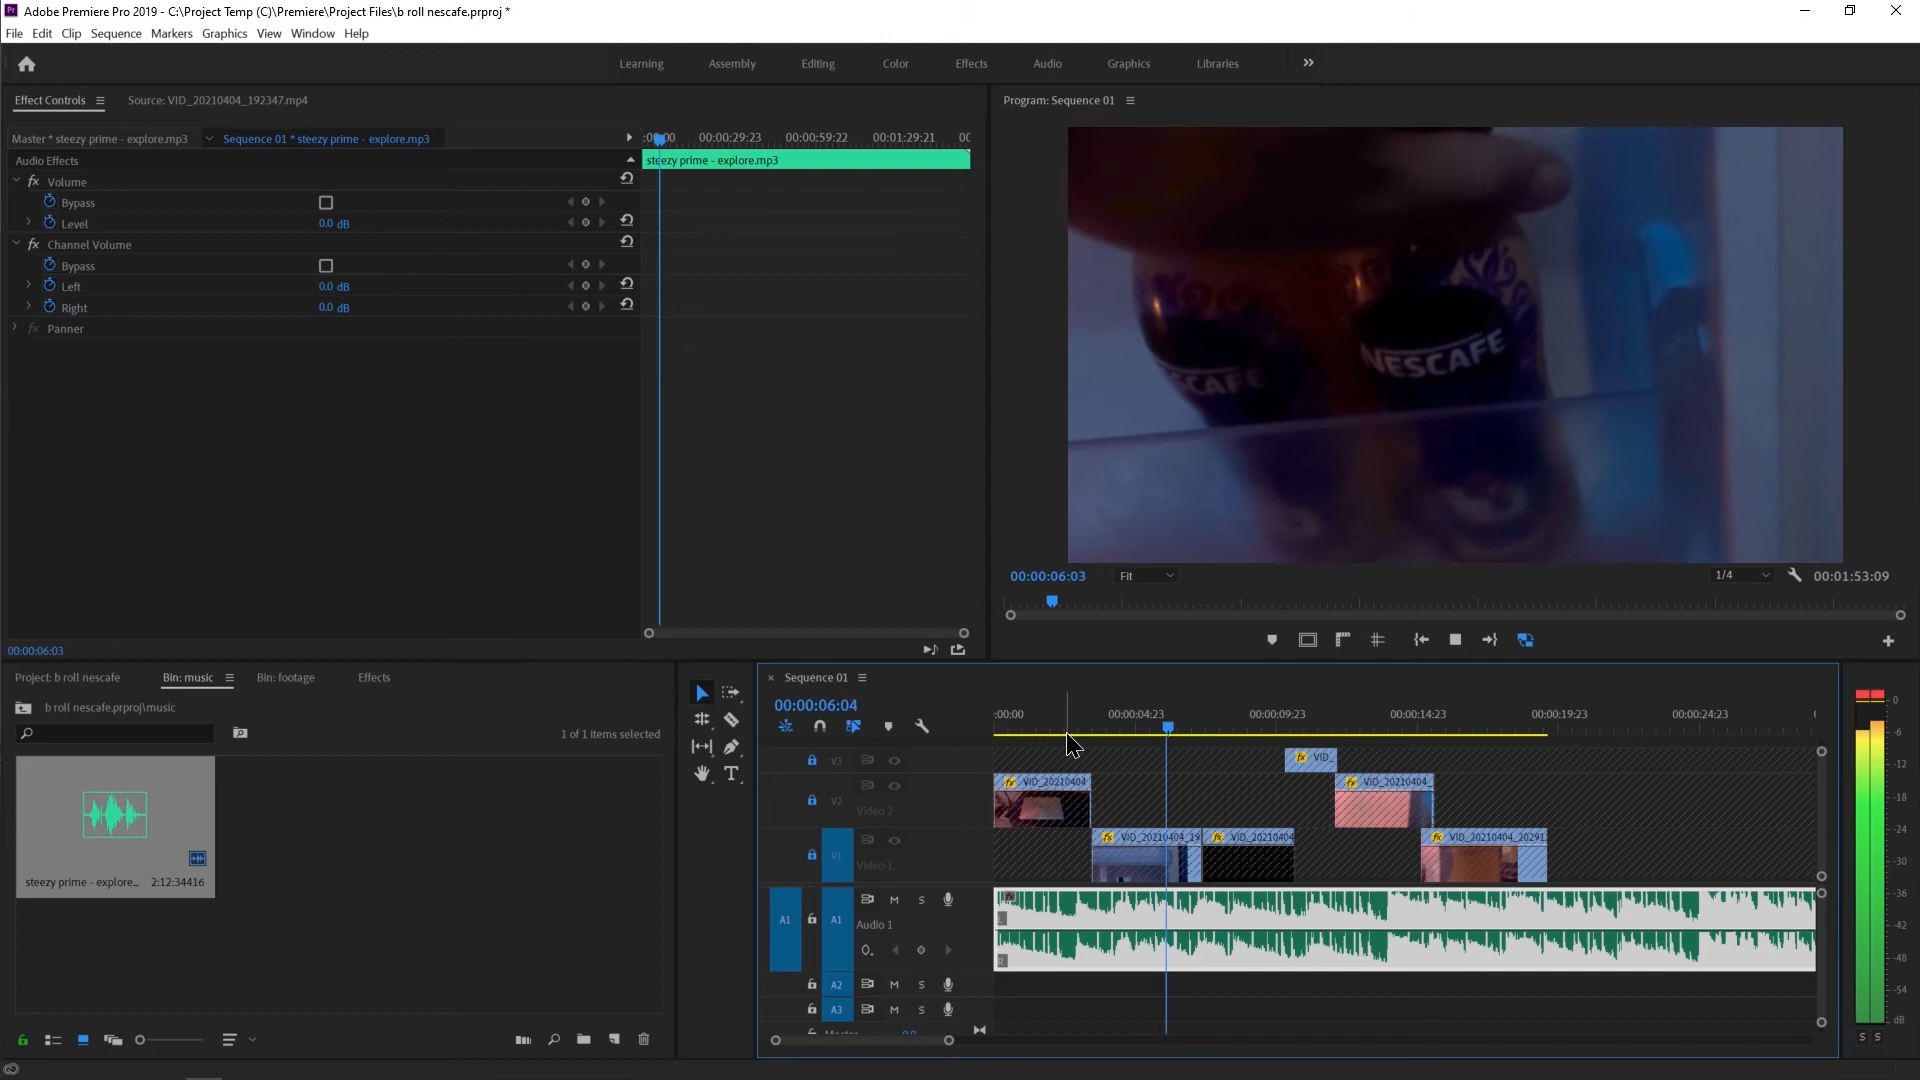 Adobe Premiere Pro 2019 - C:\Project Temp (C)\Premiere\Project Files\b roll nescafe.prproj *
File Edit Clip Sequence Markers Graphics View Window Help
Learning Assembly Editing Color Effects Audio Graphics Libraries
Effect Controls Source: VID_20210404_192347.mp4
Program: Sequence 01
Master * steezy prime - explore.mp3 Sequence 01 * steezy prime - explore.mp3
:00:00 00:00:29:23 00:00:59:22 00:01:29:21 00
Audio Effects
steezy prime - explore.mp3
fx Volume
Bypass
Level 0.0 dB
fx Channel Volume
Bypass
Left 0.0 dB
Right 0.0 dB
fx Panner
NESCAFE
SCAFE
00:00:06:03 Fit 1/4 00:01:53:09
00:00:06:03
Project: b roll nescafe Bin: music Bin: footage Effects
b roll nescafe.prproj\music
1 of 1 items selected
steezy prime - explore... 2:12:34416
T
Sequence 01
00:00:06:04
:00:00 00:00:04:23 00:00:09:23 00:00:14:23 00:00:19:23 00:00:24:23
V3 fx VID_
V2 Video 2 fx VID_20210404 fx VID_20210404_
V1 Video 1 fx VID_20210404_19 fx VID_20210404 fx VID_20210404_20291
A1 A1 M S
Audio 1
L
R
A2 M S
A3 M S
Master 0.0
0
-6
-12
-18
-24
-30
-36
-42
-48
-54
dB
S S